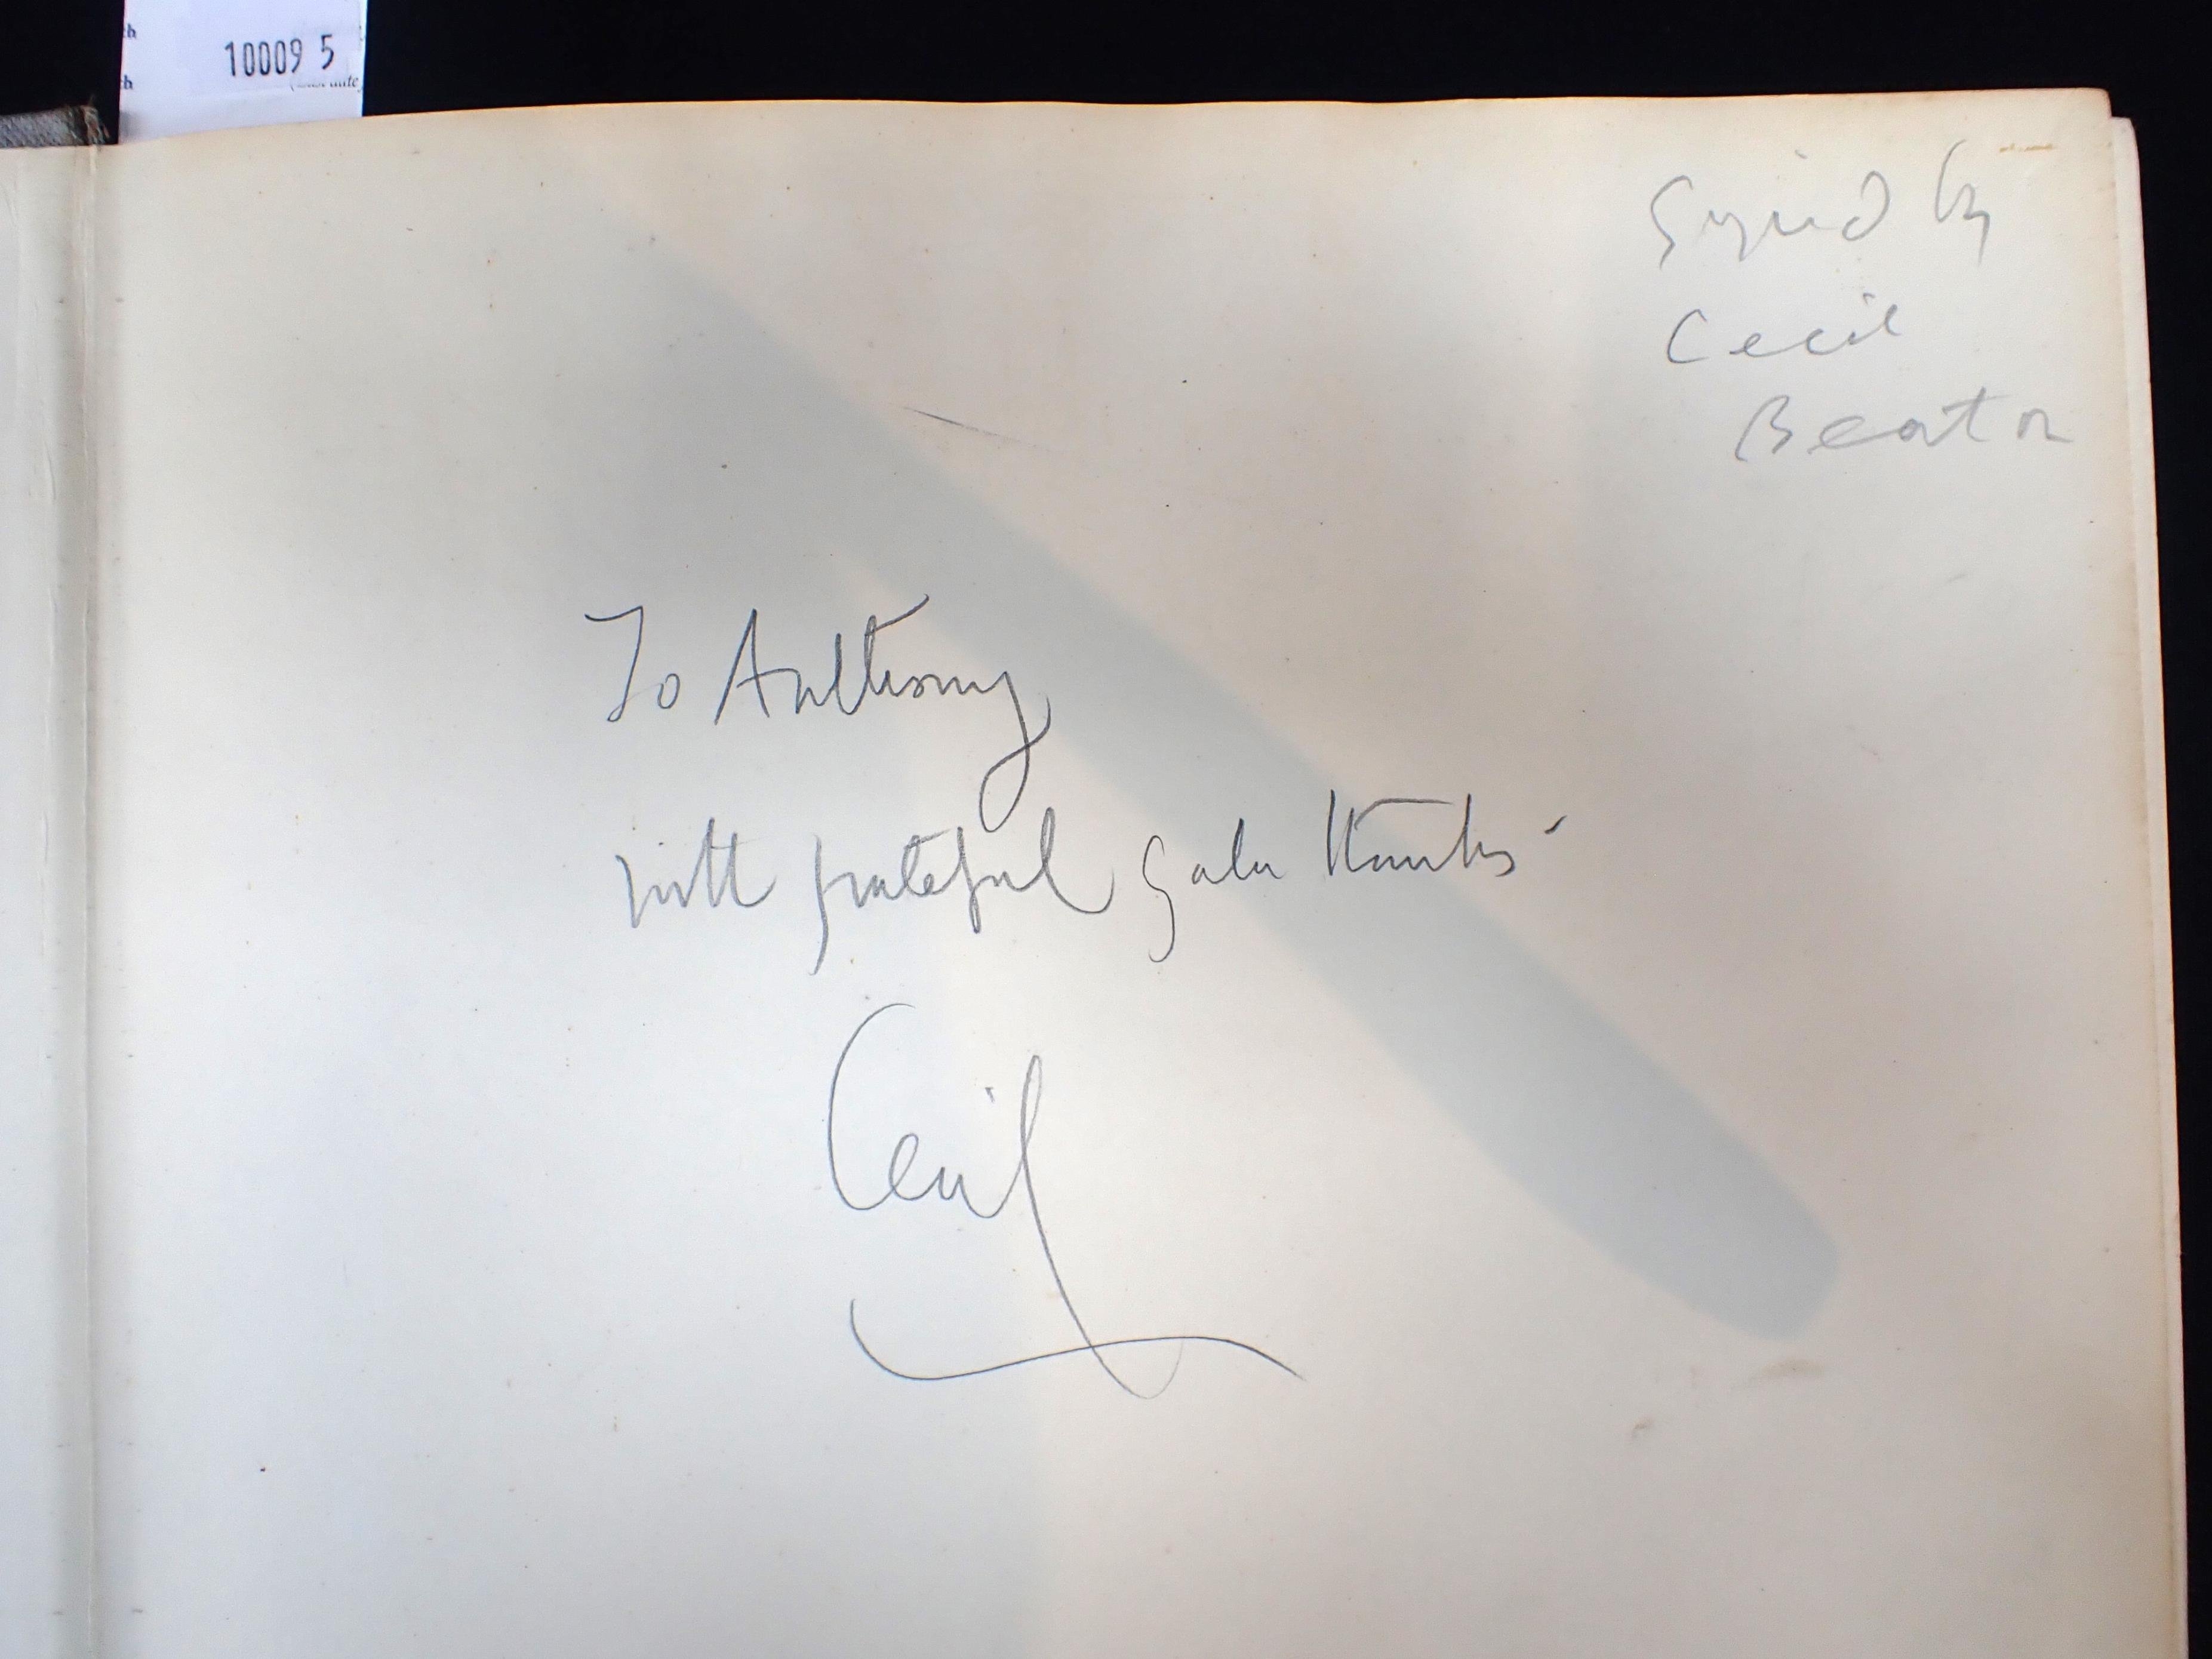 10009 5
Signed by
Cecil
Beaton
To Anthony
with grateful gala thanks
Cecil